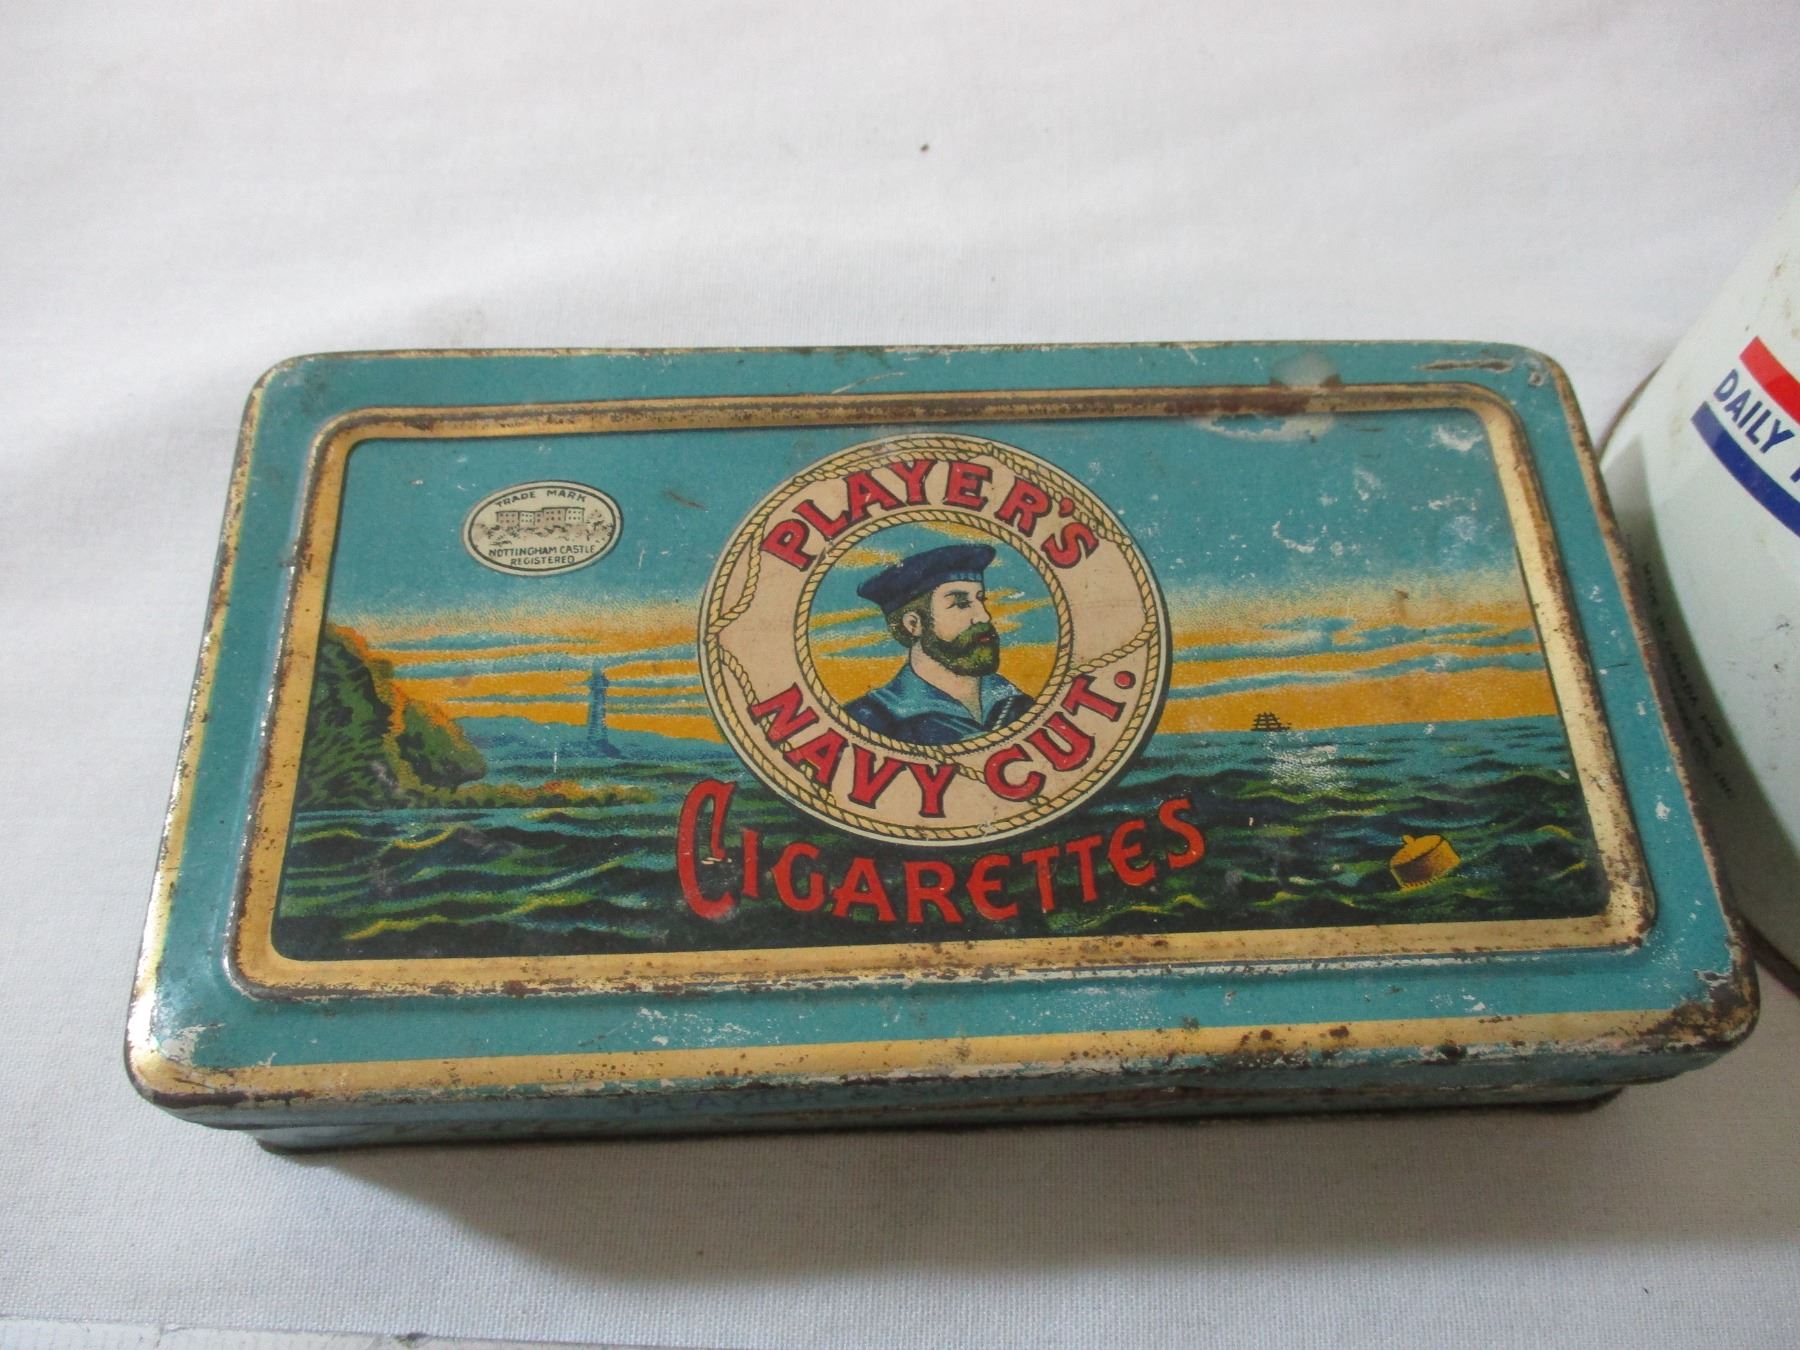 TRADE MARK
NOTTINGHAM CASTLE
REGISTERED
PLAYER'S
NAVY CUT.
CIGARETTES
DAILY